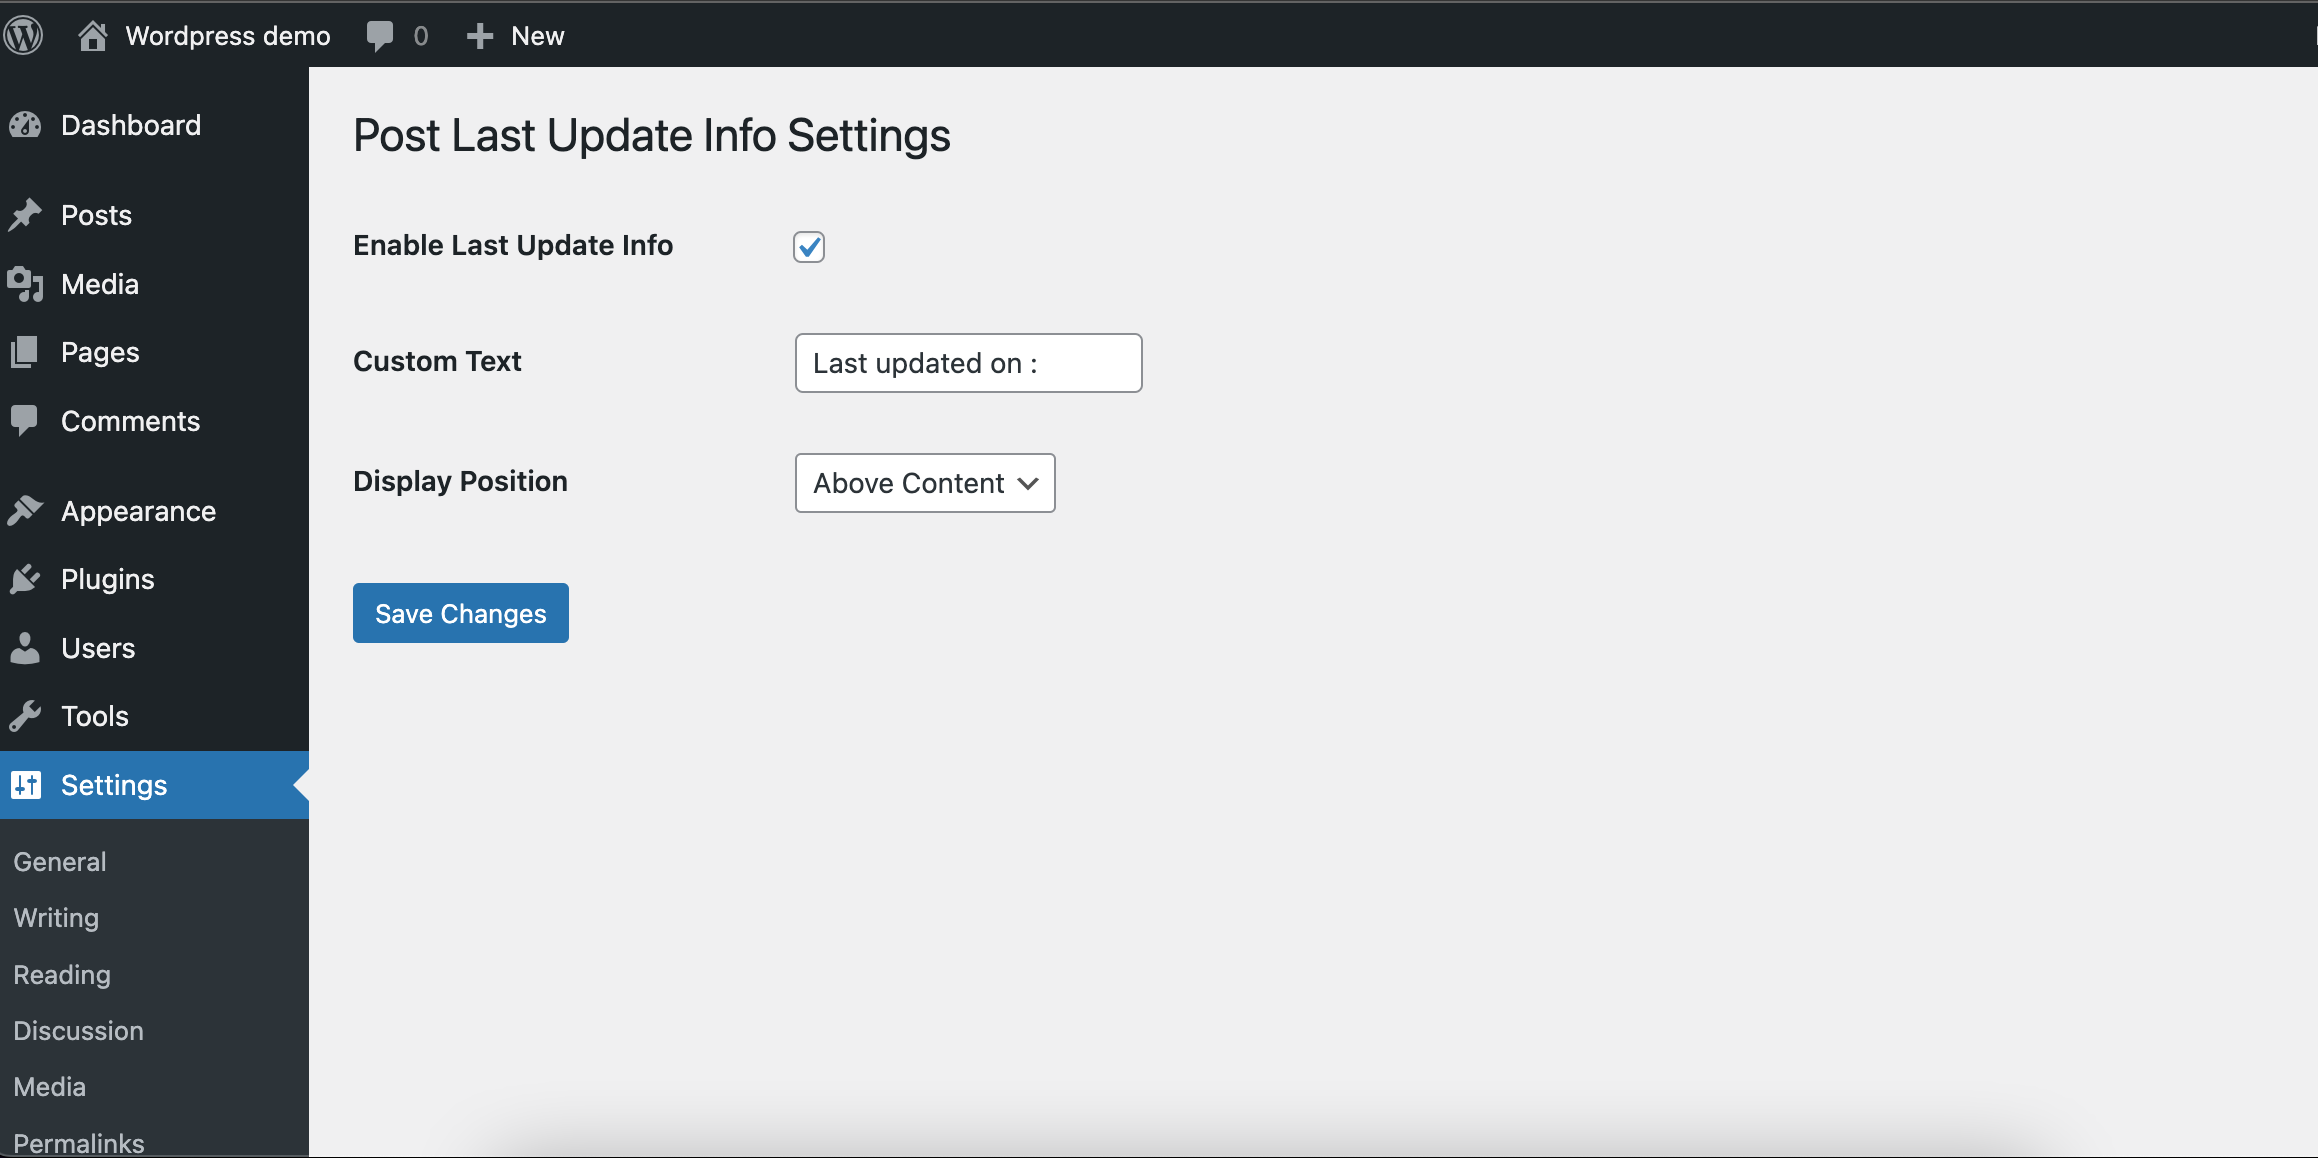 Wordpress demo 0 New
Dashboard
Posts
Media
Pages
Comments
Appearance
Plugins
Users
Tools
Settings
General
Writing
Reading
Discussion
Media
Permalinks
Post Last Update Info Settings
Enable Last Update Info
Custom Text Last updated on :
Display Position Above Content
Save Changes